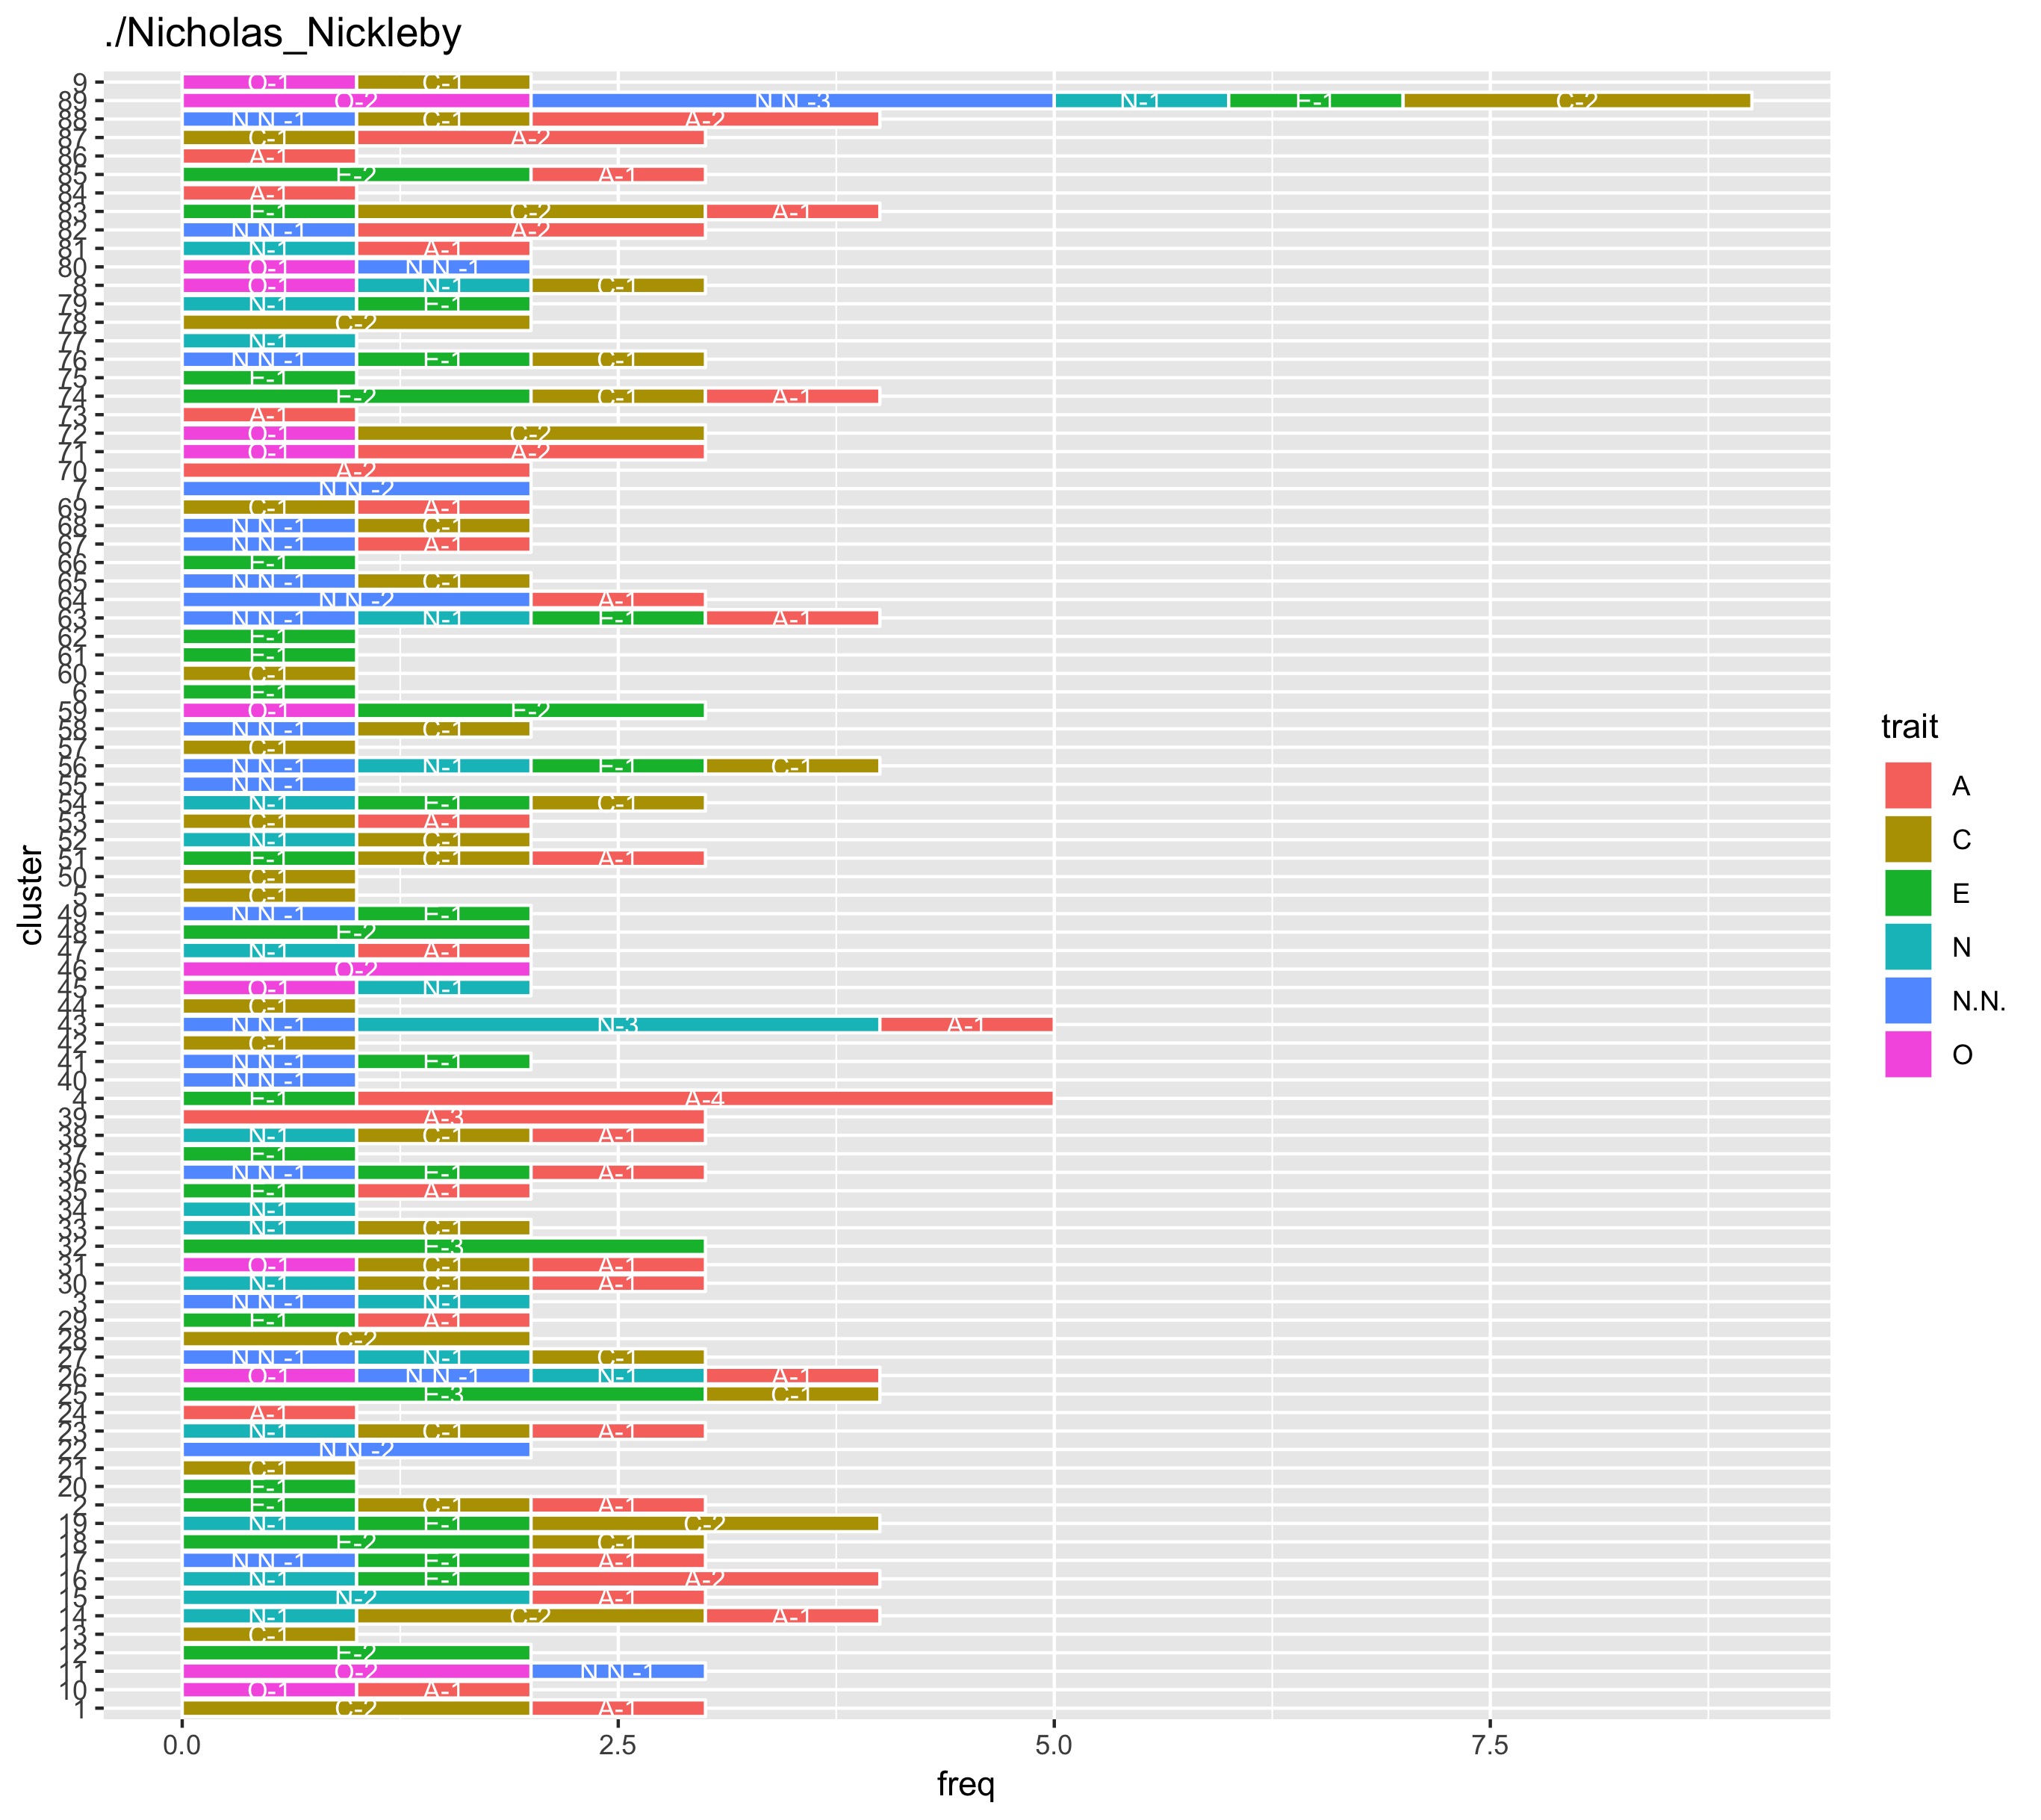 ./Nicholas_Nickleby
9 O-1 C-1
89 O-2 N.N.-3 N-1 E-1 C-2
88 N.N.-1 C-1 A-2
87 C-1 A-2
86 A-1
85 E-2 A-1
84 A-1
83 E-1 C-2 A-1
82 N.N.-1 A-2
81 N-1 A-1
80 O-1 N.N.-1
8 O-1 N-1 C-1
79 N-1 E-1
78 C-2
77 N-1
76 N.N.-1 E-1 C-1
75 E-1
74 E-2 C-1 A-1
73 A-1
72 O-1 C-2
71 O-1 A-2
70 A-2
7 N.N.-2
69 C-1 A-1
68 N.N.-1 C-1
67 N.N.-1 A-1
66 E-1
65 N.N.-1 C-1
64 N.N.-2 A-1
63 N.N.-1 N-1 E-1 A-1
62 E-1
61 E-1
60 C-1
6 E-1
59 O-1 E-2
58 N.N.-1 C-1
57 C-1
56 N.N.-1 N-1 E-1 C-1
55 N.N.-1
54 N-1 E-1 C-1
53 C-1 A-1
52 N-1 C-1
51 E-1 C-1 A-1
50 C-1
5 C-1
49 N.N.-1 E-1
48 E-2
47 N-1 A-1
46 O-2
45 O-1 N-1
44 C-1
43 N.N.-1 N-3 A-1
42 C-1
41 N.N.-1 E-1
40 N.N.-1
4 E-1 A-4
39 A-3
38 N-1 C-1 A-1
37 E-1
36 N.N.-1 E-1 A-1
35 E-1 A-1
34 N-1
33 N-1 C-1
32 E-3
31 O-1 C-1 A-1
30 N-1 C-1 A-1
3 N.N.-1 N-1
29 E-1 A-1
28 C-2
27 N.N.-1 N-1 C-1
26 O-1 N.N.-1 N-1 A-1
25 E-3 C-1
24 A-1
23 N-1 C-1 A-1
22 N.N.-2
21 C-1
20 E-1
2 E-1 C-1 A-1
19 N-1 E-1 C-2
18 E-2 C-1
17 N.N.-1 E-1 A-1
16 N-1 E-1 A-2
15 N-2 A-1
14 N-1 C-2 A-1
13 C-1
12 E-2
11 O-2 N.N.-1
10 O-1 A-1
1 C-2 A-1
0.0 2.5 5.0 7.5
freq
cluster
trait
A
C
E
N
N.N.
O